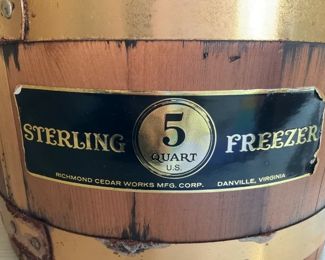 STERLING 5 FREEZER
QUART
U.S.
RICHMOND CEDAR WORKS MFG. CORP. DANVILLE, VIRGINIA